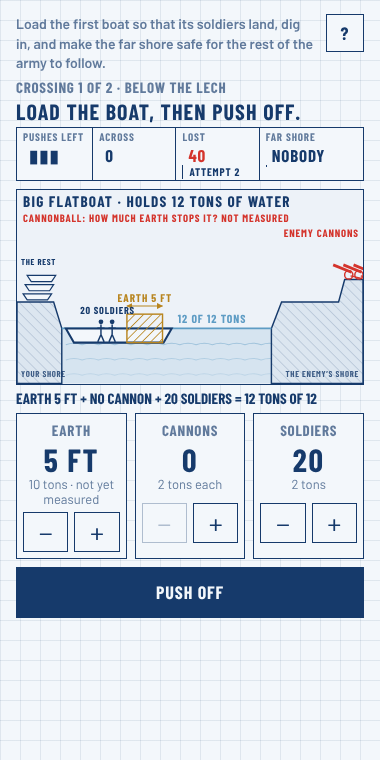 Load the first boat so that its soldiers land, dig
in, and make the far shore safe for the rest of the
army to follow.
?
CROSSING 1 OF 2 · BELOW THE LECH
LOAD THE BOAT, THEN PUSH OFF.
PUSHES LEFT
ACROSS
0
LOST
40
ATTEMPT 2
FAR SHORE
NOBODY
BIG FLATBOAT · HOLDS 12 TONS OF WATER
CANNONBALL: HOW MUCH EARTH STOPS IT? NOT MEASURED
ENEMY CANNONS
THE REST
EARTH 5 FT
20 SOLDIERS
12 OF 12 TONS
YOUR SHORE
THE ENEMY'S SHORE
EARTH 5 FT + NO CANNON + 20 SOLDIERS = 12 TONS OF 12
EARTH
5 FT
10 tons · not yet
measured
− +
CANNONS
0
2 tons each
− +
SOLDIERS
20
2 tons
− +
PUSH OFF